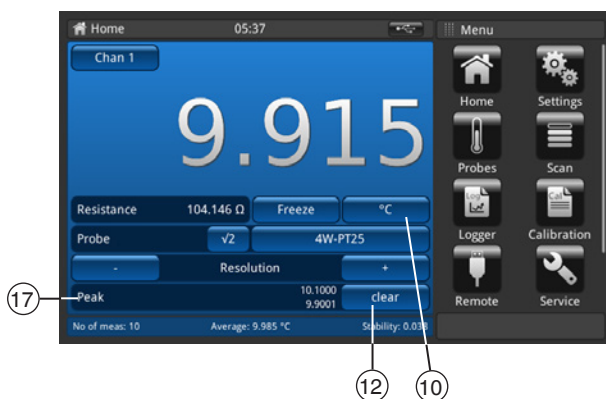 Home 05:37
Chan 1
9.915
Resistance 104.146 Ω Freeze °C
Probe √2 4W-PT25
- Resolution +
Peak 10.1000 9.9001 clear
No of meas: 10 Average: 9.985 °C Stability: 0.038
Menu
Home Settings
Probes Scan
Log Cal
Logger Calibration
Remote Service
17
12 10